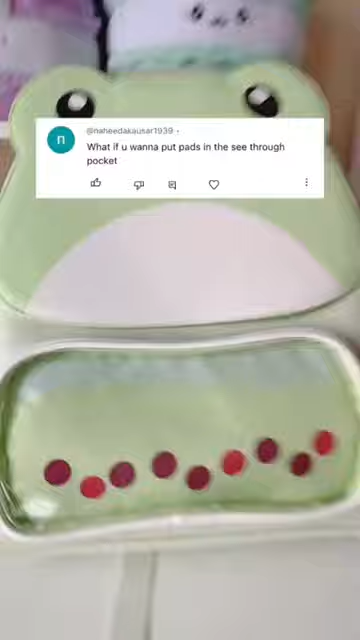 @naheedakausar1939 •
What if u wanna put pads in the see through
pocket